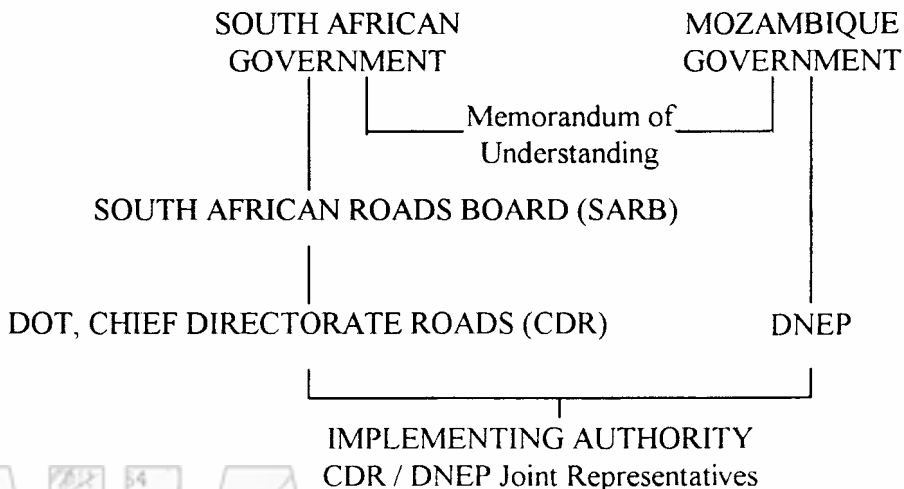 SOUTH AFRICAN
GOVERNMENT
MOZAMBIQUE
GOVERNMENT
Memorandum of
Understanding
SOUTH AFRICAN ROADS BOARD (SARB)
DOT, CHIEF DIRECTORATE ROADS (CDR)
DNEP
IMPLEMENTING AUTHORITY
CDR / DNEP Joint Representatives
54